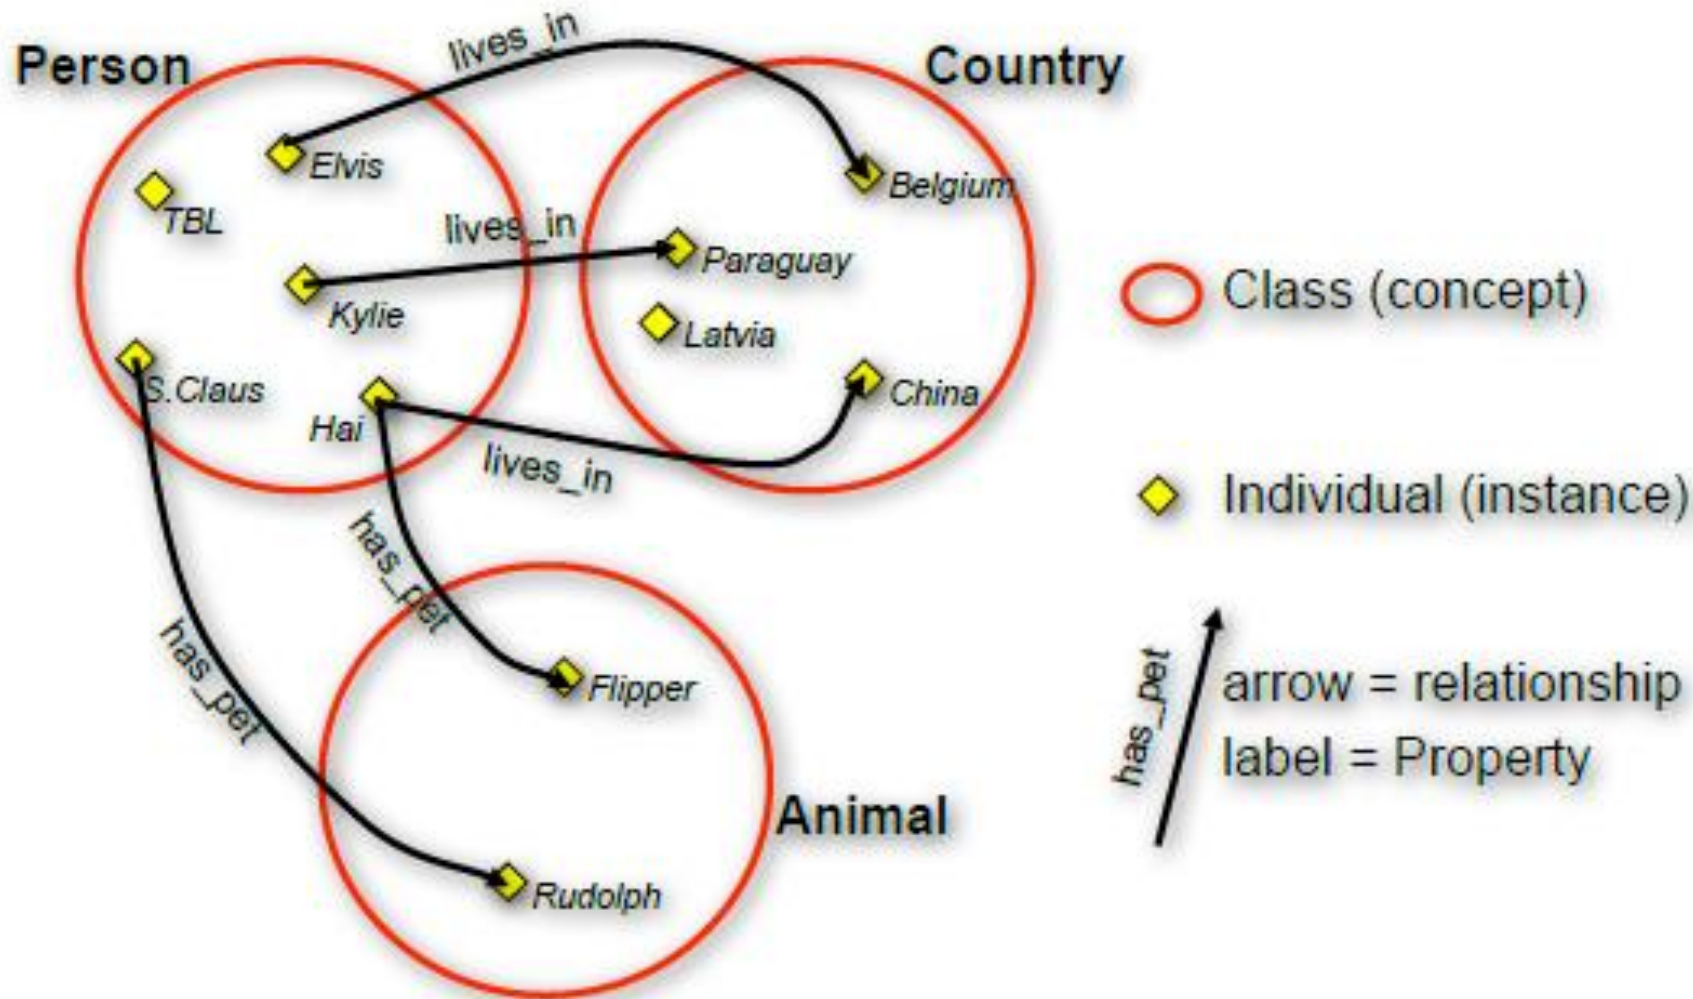 Person
lives_in
Country
Elvis
TBL
Belgium
lives_in
Paraguay
Kylie
Latvia
S.Claus
China
Hai
lives_in
has_pet
has_pet
Flipper
Animal
Rudolph
Class (concept)
Individual (instance)
has_pet
arrow = relationship
label = Property